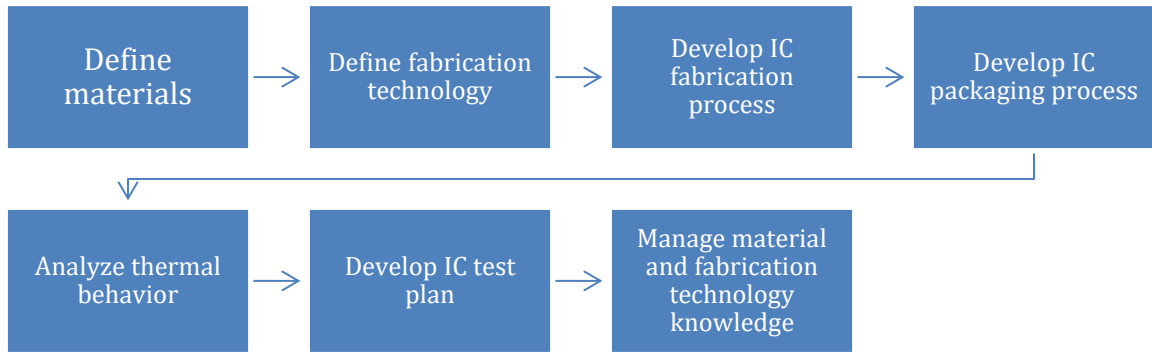 Define
materials
Define fabrication
technology
Develop IC
fabrication
process
Develop IC
packaging process
Analyze thermal
behavior
Develop IC test
plan
Manage material
and fabrication
technology
knowledge